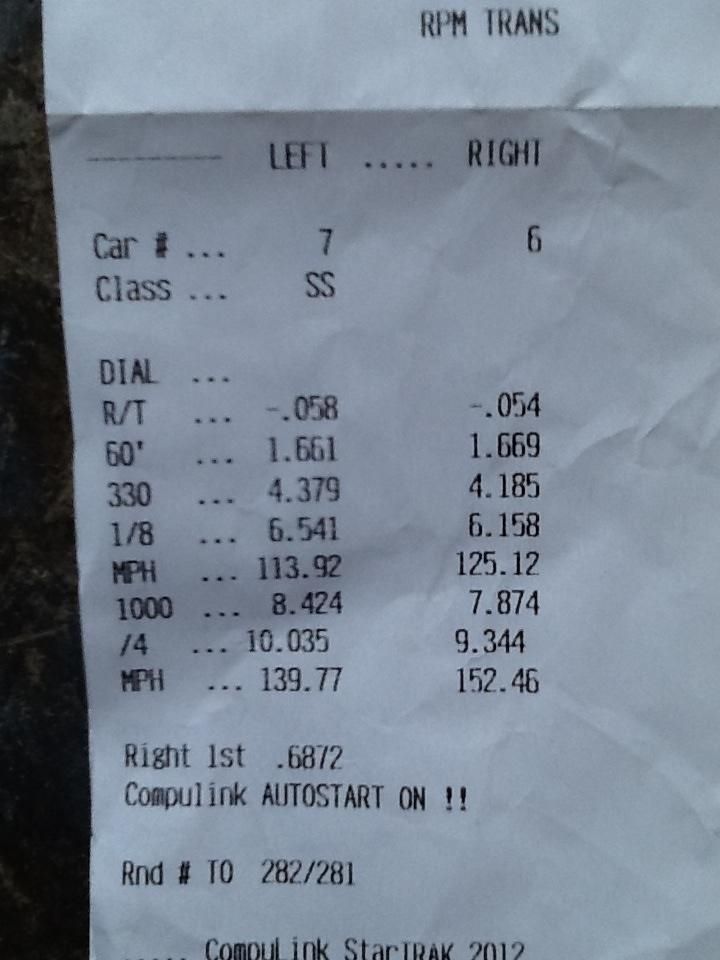 RPM TRANS
--------- LEFT ..... RIGHT
Car # ... 7 6
Class ... SS
DIAL ...
R/T ... -.058 -.054
60' ... 1.661 1.669
330 ... 4.379 4.185
1/8 ... 6.541 6.158
MPH ... 113.92 125.12
1000 ... 8.424 7.874
/4 ... 10.035 9.344
MPH ... 139.77 152.46
Right 1st .6872
Compulink AUTOSTART ON !!
Rnd # TO 282/281
..... CompuLink StarTRAK 2012